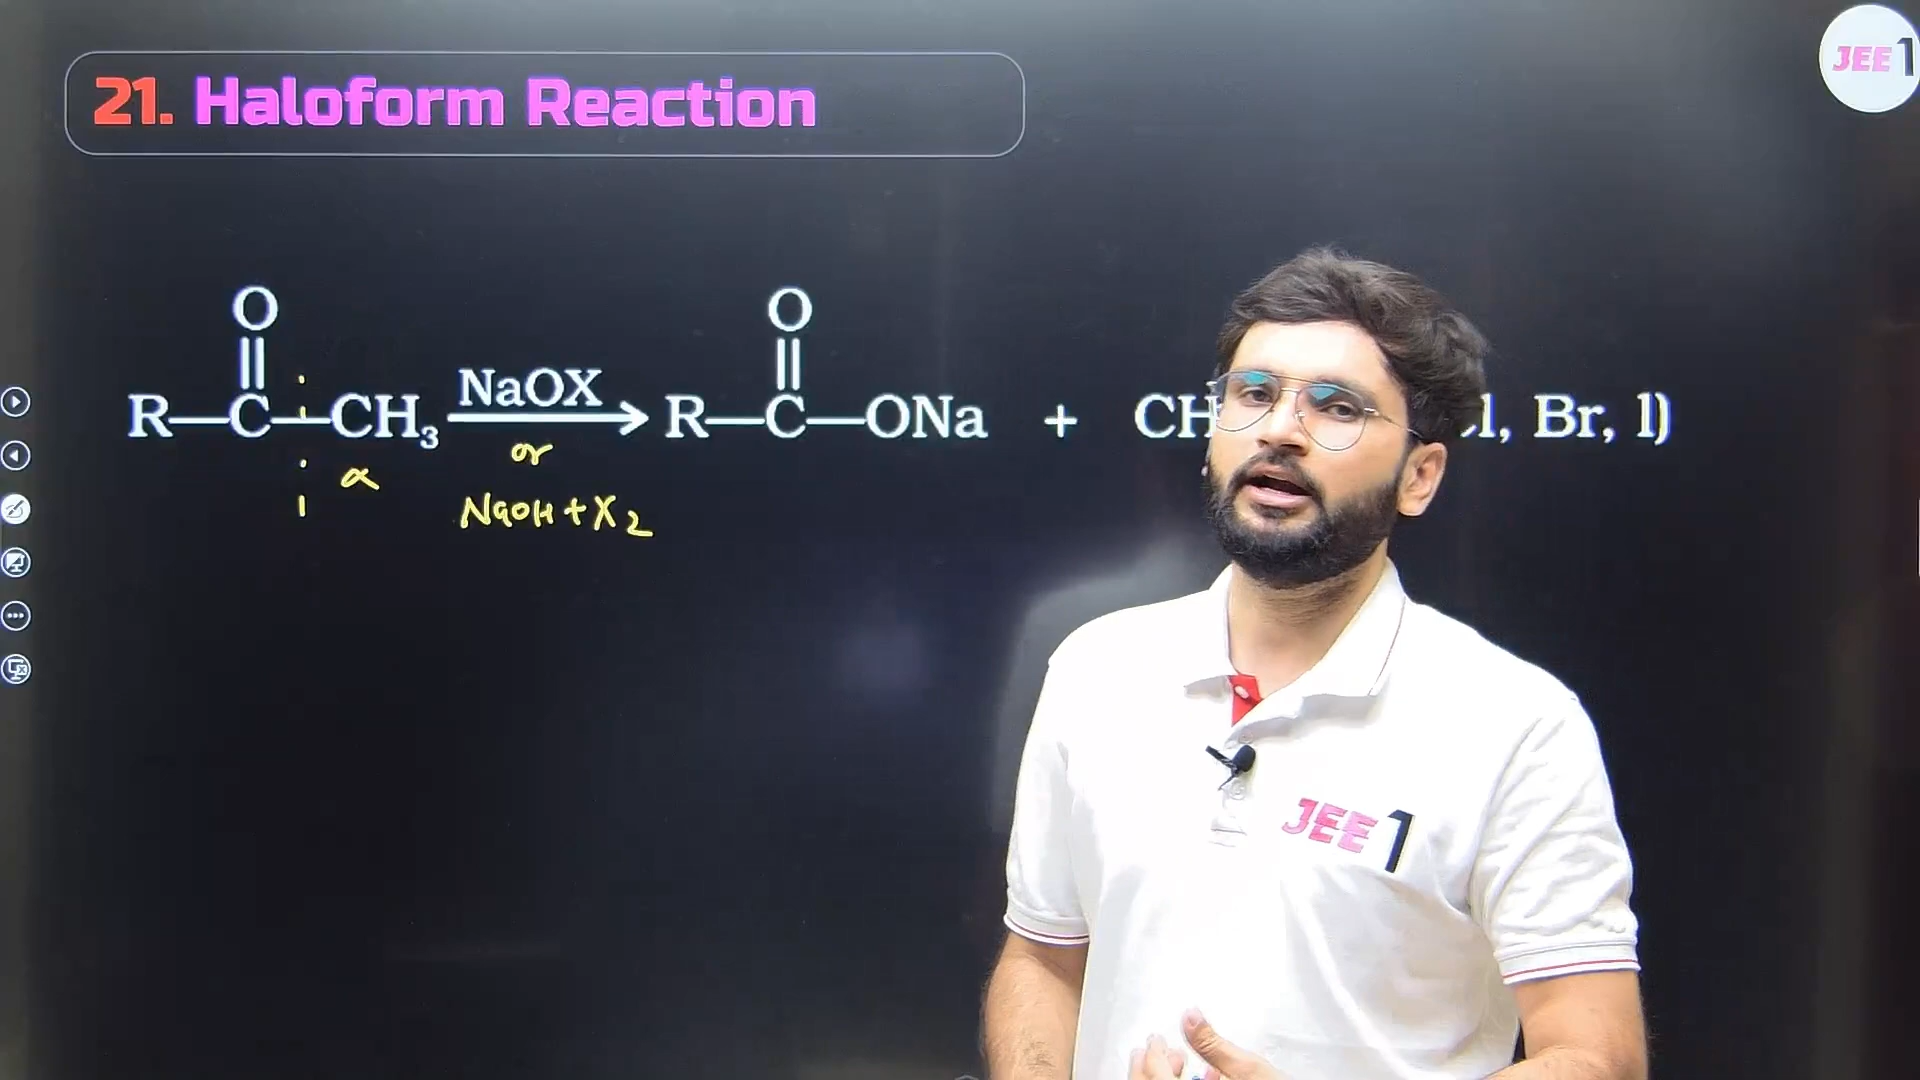 JEE 1
21. Haloform Reaction
O
||
R—C—CH₃
NaOX
or
NaOH + X₂
α
O
||
R—C—ONa + CH
l, Br, I)
JEE 1